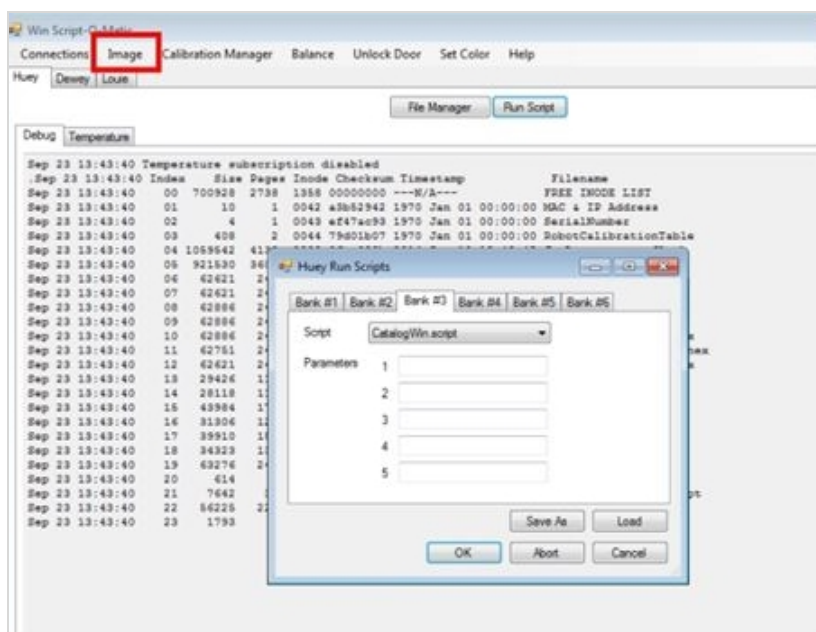 Win Script-O-Matic
Connections Image Calibration Manager Balance Unlock Door Set Color Help
Huey Dewey Louie
File Manager Run Script
Debug Temperature
Sep 23 13:43:40 Temperature subscription disabled
.Sep 23 13:43:40 Index Size Pages Inode Checksum Timestamp Filename
Sep 23 13:43:40 00 700928 2738 1358 00000000 ---N/A--- FREE INODE LIST
Sep 23 13:43:40 01 10 1 0042 a3b52942 1970 Jan 01 00:00:00 MAC & IP Address
Sep 23 13:43:40 02 4 1 0043 ef47ac93 1970 Jan 01 00:00:00 SerialNumber
Sep 23 13:43:40 03 408 2 0044 79d01b07 1970 Jan 01 00:00:00 RobotCalibrationTable
Sep 23 13:43:40 04 1059542
Sep 23 13:43:40 05 921530
Sep 23 13:43:40 06 62621
Sep 23 13:43:40 07 62621
Sep 23 13:43:40 08 62886
Sep 23 13:43:40 09 62886
Sep 23 13:43:40 10 62886
Sep 23 13:43:40 11 62751
Sep 23 13:43:40 12 62621
Sep 23 13:43:40 13 29426
Sep 23 13:43:40 14 28118
Sep 23 13:43:40 15 43984
Sep 23 13:43:40 16 31306
Sep 23 13:43:40 17 39910
Sep 23 13:43:40 18 34323
Sep 23 13:43:40 19 63276
Sep 23 13:43:40 20 614
Sep 23 13:43:40 21 7642
Sep 23 13:43:40 22 56225
Sep 23 13:43:40 23 1793
Huey Run Scripts
Bank #1 Bank #2 Bank #3 Bank #4 Bank #5 Bank #6
Script CatalogWin.script
Parameters 1
2
3
4
5
Save As Load
OK Abort Cancel